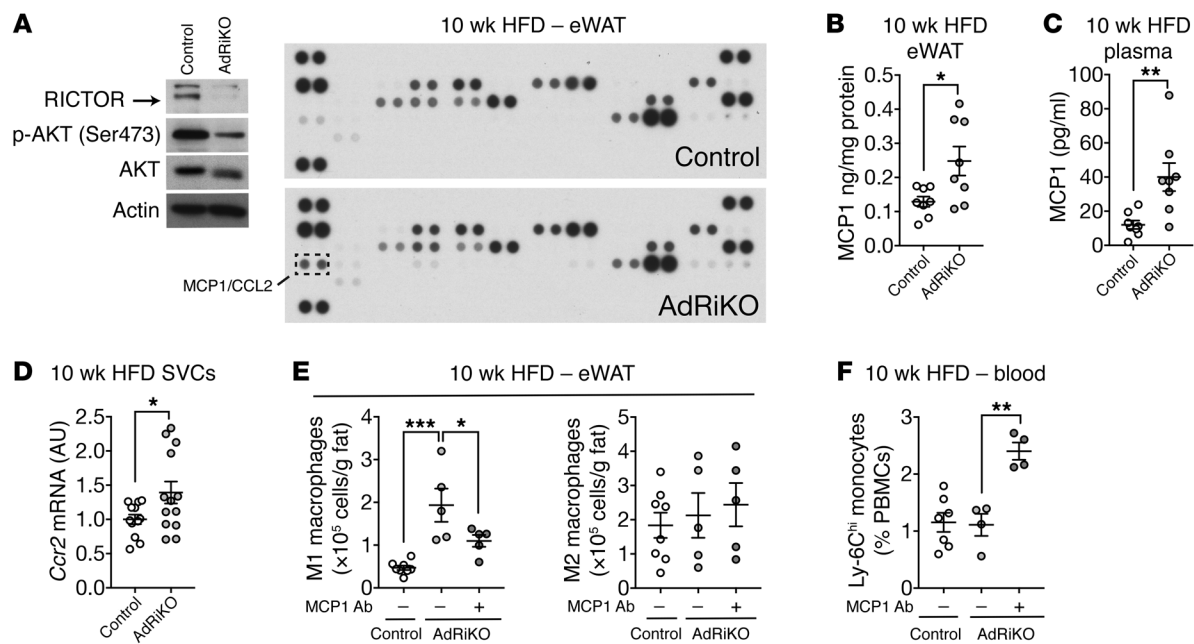 A
Control
AdRiKO
RICTOR
p-AKT (Ser473)
AKT
Actin
10 wk HFD – eWAT
Control
AdRiKO
MCP1/CCL2
B
10 wk HFD
eWAT
MCP1 ng/mg protein
0.5
0.4
0.3
0.2
0.1
0.0
*
Control
AdRiKO
C
10 wk HFD
plasma
MCP1 (pg/ml)
100
80
60
40
20
0
**
Control
AdRiKO
D
10 wk HFD SVCs
Ccr2 mRNA (AU)
2.5
2.0
1.5
1.0
0.5
0.0
*
Control
AdRiKO
E
10 wk HFD – eWAT
M1 macrophages
(×10⁵ cells/g fat)
4
3
2
1
0
*** *
MCP1 Ab – – +
Control AdRiKO
M2 macrophages
(×10⁵ cells/g fat)
5
4
3
2
1
0
MCP1 Ab – – +
Control AdRiKO
F
10 wk HFD – blood
Ly-6Cʰⁱ monocytes
(% PBMCs)
3
2
1
0
**
MCP1 Ab – – +
Control AdRiKO